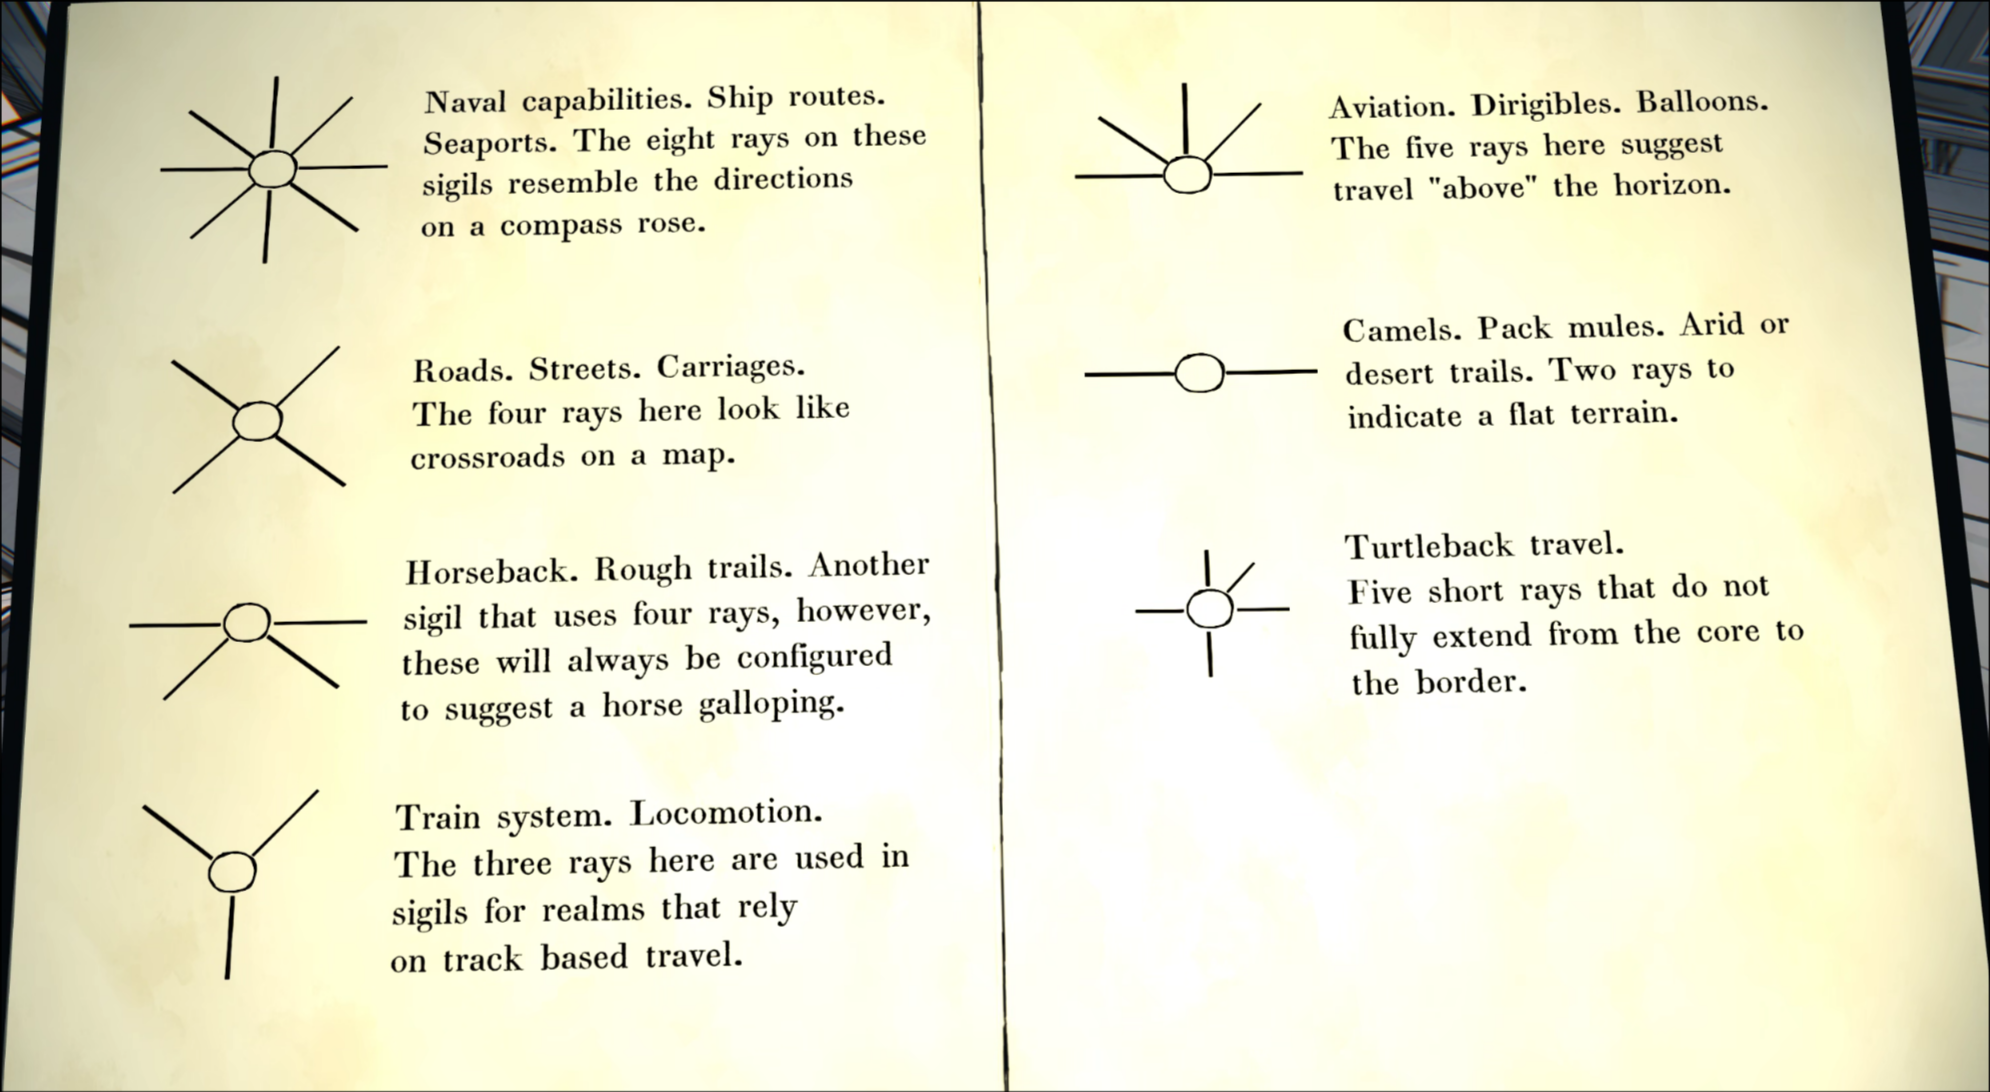 Naval capabilities. Ship routes.
Seaports. The eight rays on these
sigils resemble the directions
on a compass rose.
Roads. Streets. Carriages.
The four rays here look like
crossroads on a map.
Horseback. Rough trails. Another
sigil that uses four rays, however,
these will always be configured
to suggest a horse galloping.
Train system. Locomotion.
The three rays here are used in
sigils for realms that rely
on track based travel.
Aviation. Dirigibles. Balloons.
The five rays here suggest
travel "above" the horizon.
Camels. Pack mules. Arid or
desert trails. Two rays to
indicate a flat terrain.
Turtleback travel.
Five short rays that do not
fully extend from the core to
the border.